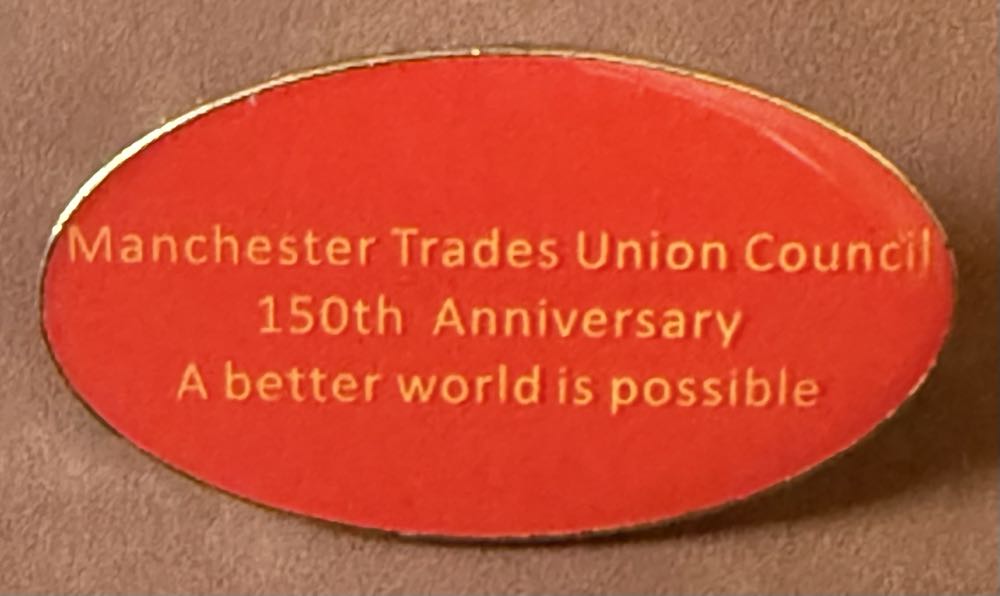 Manchester Trades Union Council
150th Anniversary
A better world is possible